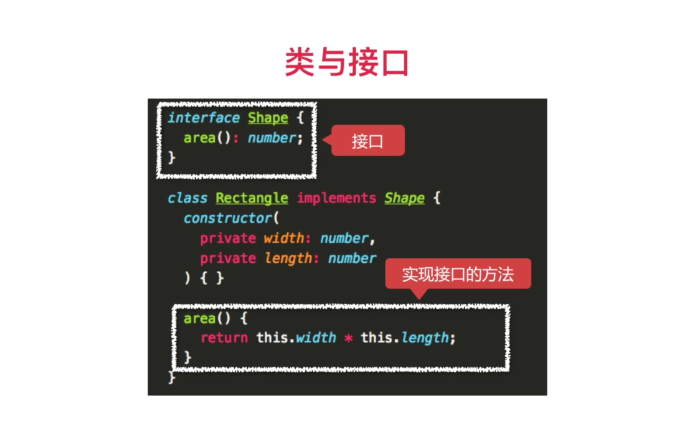 类与接口
interface Shape {
area(): number;
}
接口
class Rectangle implements Shape {
constructor(
private width: number,
private length: number
) { }
实现接口的方法
area() {
return this.width * this.length;
}
}